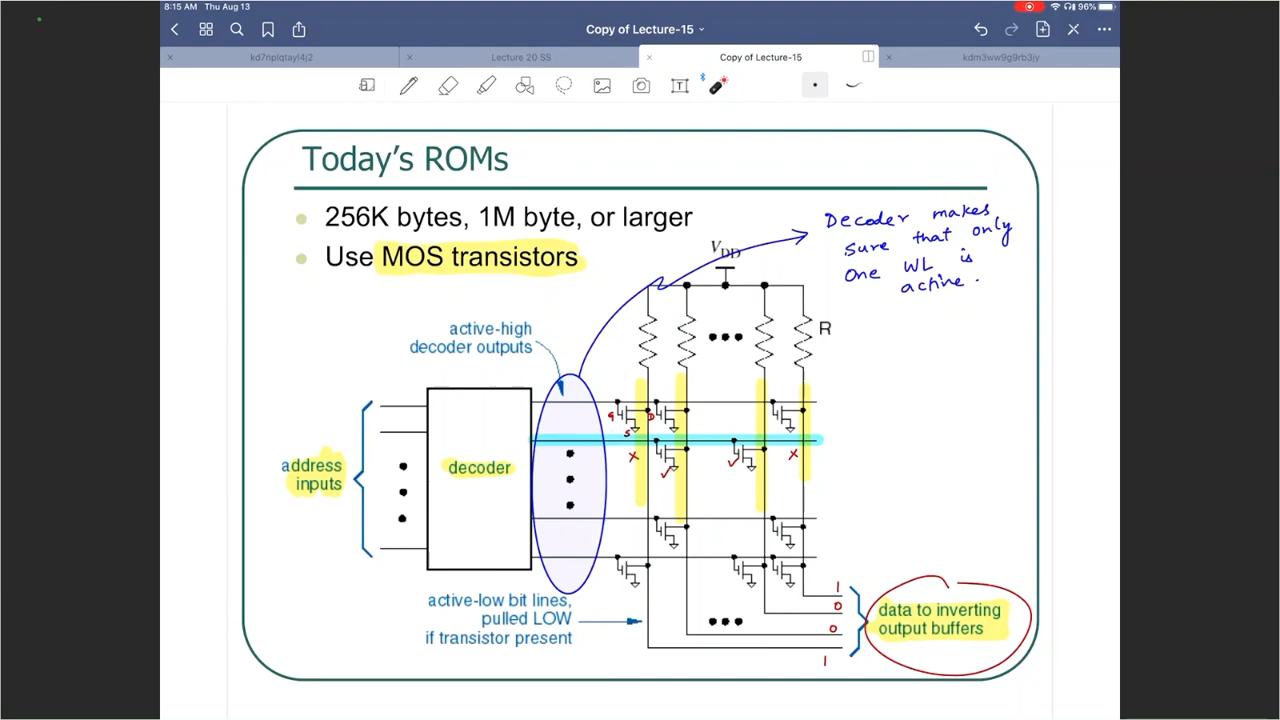 8:15 AM Thu Aug 13
96%
Copy of Lecture-15
kd7nplqtayl4j2
Lecture 20 SS
Copy of Lecture-15
kdm3ww9g9rb3jy
T
Today's ROMs
256K bytes, 1M byte, or larger
Use MOS transistors
Decoder makes
sure that only
one WL is
active.
VDD
R
active-high
decoder outputs
G D
S
address
inputs
decoder
x ✓ ✓ x
active-low bit lines,
pulled LOW
if transistor present
1
0
0
1
data to inverting
output buffers